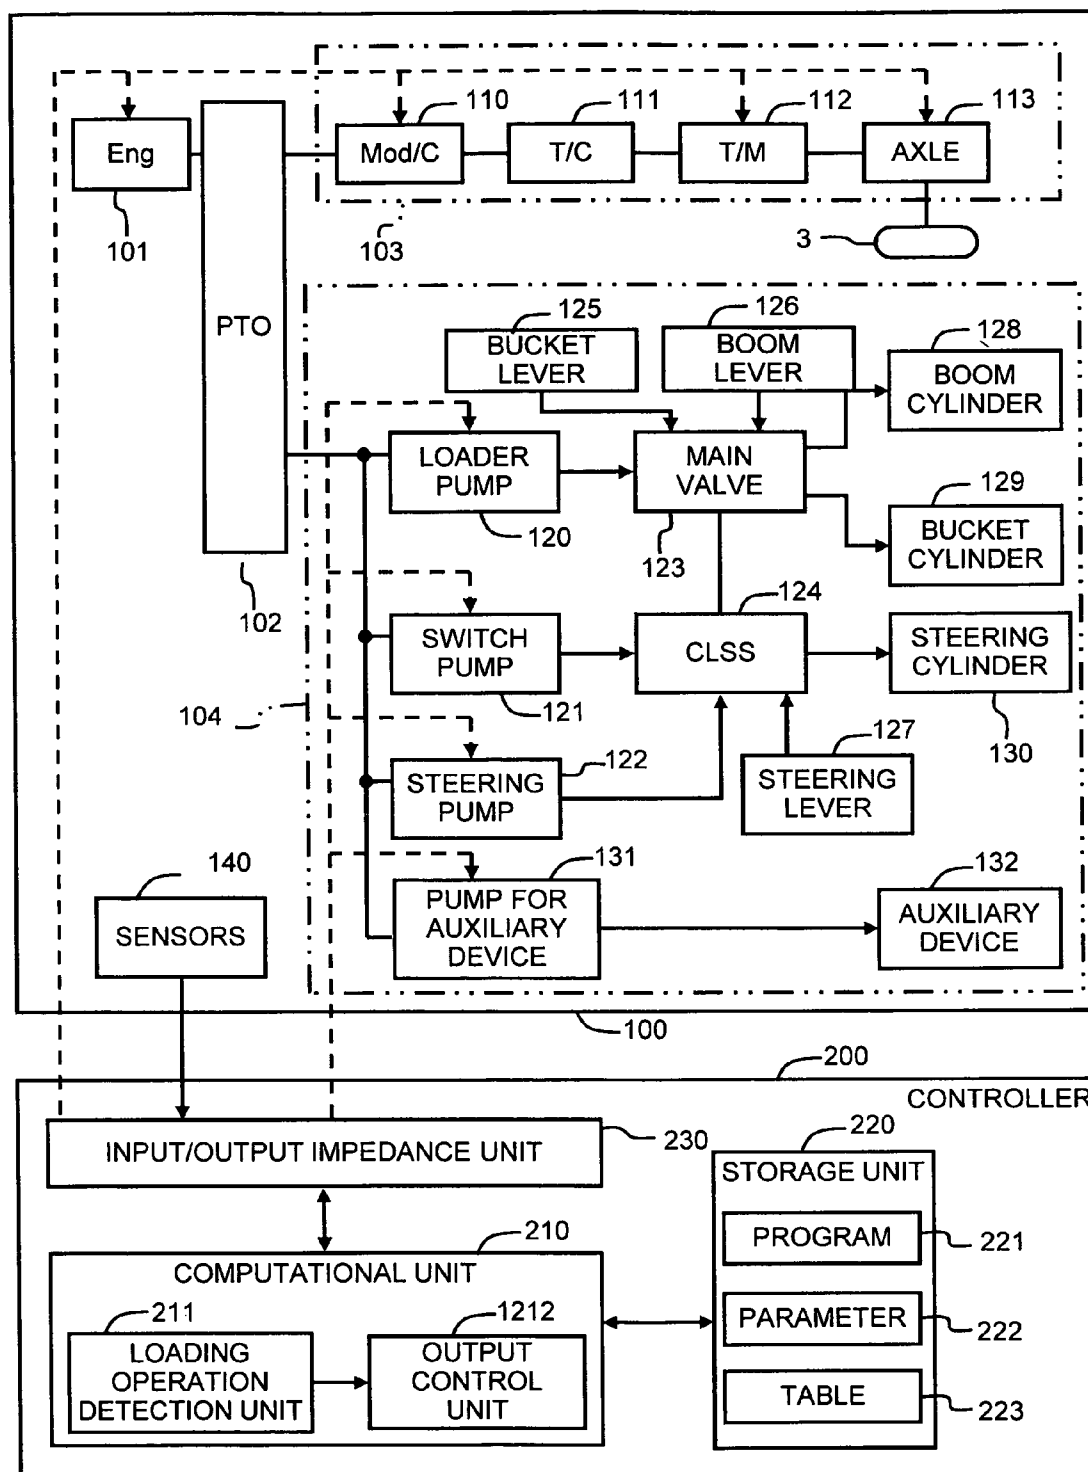 110
111
112
113
Eng
Mod/C
T/C
T/M
AXLE
101
103
3
PTO
125
126
128
BUCKET
LEVER
BOOM
LEVER
BOOM
CYLINDER
LOADER
PUMP
MAIN
VALVE
129
120
123
BUCKET
CYLINDER
102
124
SWITCH
PUMP
CLSS
STEERING
CYLINDER
104
121
127
130
122
STEERING
PUMP
STEERING
LEVER
140
131
132
SENSORS
PUMP FOR
AUXILIARY
DEVICE
AUXILIARY
DEVICE
100
200
CONTROLLER
INPUT/OUTPUT IMPEDANCE UNIT
230
220
STORAGE UNIT
210
PROGRAM
221
COMPUTATIONAL UNIT
211
1212
PARAMETER
222
LOADING
OPERATION
DETECTION UNIT
OUTPUT
CONTROL
UNIT
TABLE
223